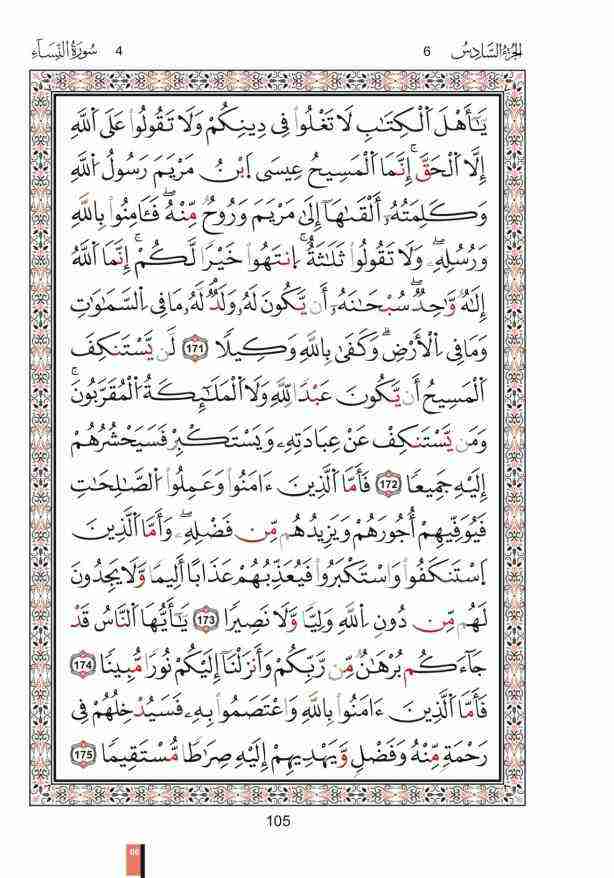 الجزء السادس 6 4 سورة النساء
يَـٰٓأَهْلَ ٱلْكِتَـٰبِ لَا تَغْلُوا۟ فِى دِينِكُمْ وَلَا تَقُولُوا۟ عَلَى ٱللَّهِ
إِلَّا ٱلْحَقَّ ۚ إِنَّمَا ٱلْمَسِيحُ عِيسَى ٱبْنُ مَرْيَمَ رَسُولُ ٱللَّهِ
وَكَلِمَتُهُۥٓ أَلْقَىٰهَآ إِلَىٰ مَرْيَمَ وَرُوحٌ مِّنْهُ ۖ فَـَٔامِنُوا۟ بِٱللَّهِ
وَرُسُلِهِۦ ۖ وَلَا تَقُولُوا۟ ثَلَـٰثَةٌ ۚ ٱنتَهُوا۟ خَيْرًا لَّكُمْ ۚ إِنَّمَا ٱللَّهُ
إِلَـٰهٌ وَٰحِدٌ ۖ سُبْحَـٰنَهُۥٓ أَن يَكُونَ لَهُۥ وَلَدٌ ۘ لَّهُۥ مَا فِى ٱلسَّمَـٰوَٰتِ
وَمَا فِى ٱلْأَرْضِ ۗ وَكَفَىٰ بِٱللَّهِ وَكِيلًا 171 لَّن يَسْتَنكِفَ
ٱلْمَسِيحُ أَن يَكُونَ عَبْدًا لِّلَّهِ وَلَا ٱلْمَلَـٰٓئِكَةُ ٱلْمُقَرَّبُونَ ۚ
وَمَن يَسْتَنكِفْ عَنْ عِبَادَتِهِۦ وَيَسْتَكْبِرْ فَسَيَحْشُرُهُمْ
إِلَيْهِ جَمِيعًا 172 فَأَمَّا ٱلَّذِينَ ءَامَنُوا۟ وَعَمِلُوا۟ ٱلصَّـٰلِحَـٰتِ
فَيُوَفِّيهِمْ أُجُورَهُمْ وَيَزِيدُهُم مِّن فَضْلِهِۦ ۖ وَأَمَّا ٱلَّذِينَ
ٱسْتَنكَفُوا۟ وَٱسْتَكْبَرُوا۟ فَيُعَذِّبُهُمْ عَذَابًا أَلِيمًا وَلَا يَجِدُونَ
لَهُم مِّن دُونِ ٱللَّهِ وَلِيًّا وَلَا نَصِيرًا 173 يَـٰٓأَيُّهَا ٱلنَّاسُ قَدْ
جَآءَكُم بُرْهَـٰنٌ مِّن رَّبِّكُمْ وَأَنزَلْنَآ إِلَيْكُمْ نُورًا مُّبِينًا 174
فَأَمَّا ٱلَّذِينَ ءَامَنُوا۟ بِٱللَّهِ وَٱعْتَصَمُوا۟ بِهِۦ فَسَيُدْخِلُهُمْ فِى
رَحْمَةٍ مِّنْهُ وَفَضْلٍ وَيَهْدِيهِمْ إِلَيْهِ صِرَٰطًا مُّسْتَقِيمًا 175
105